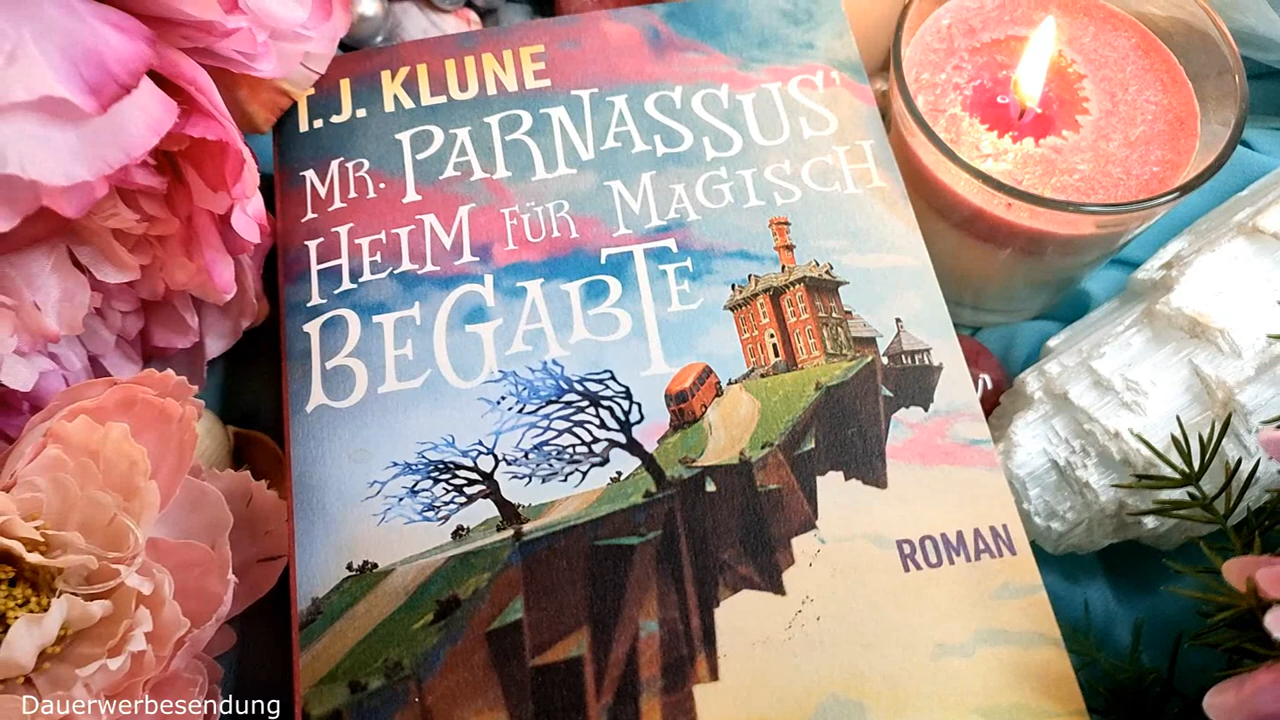 T.J. KLUNE
MR. PARNASSUS'
HEIM FÜR MAGISCH
BEGABTE
ROMAN
Dauerwerbesendung